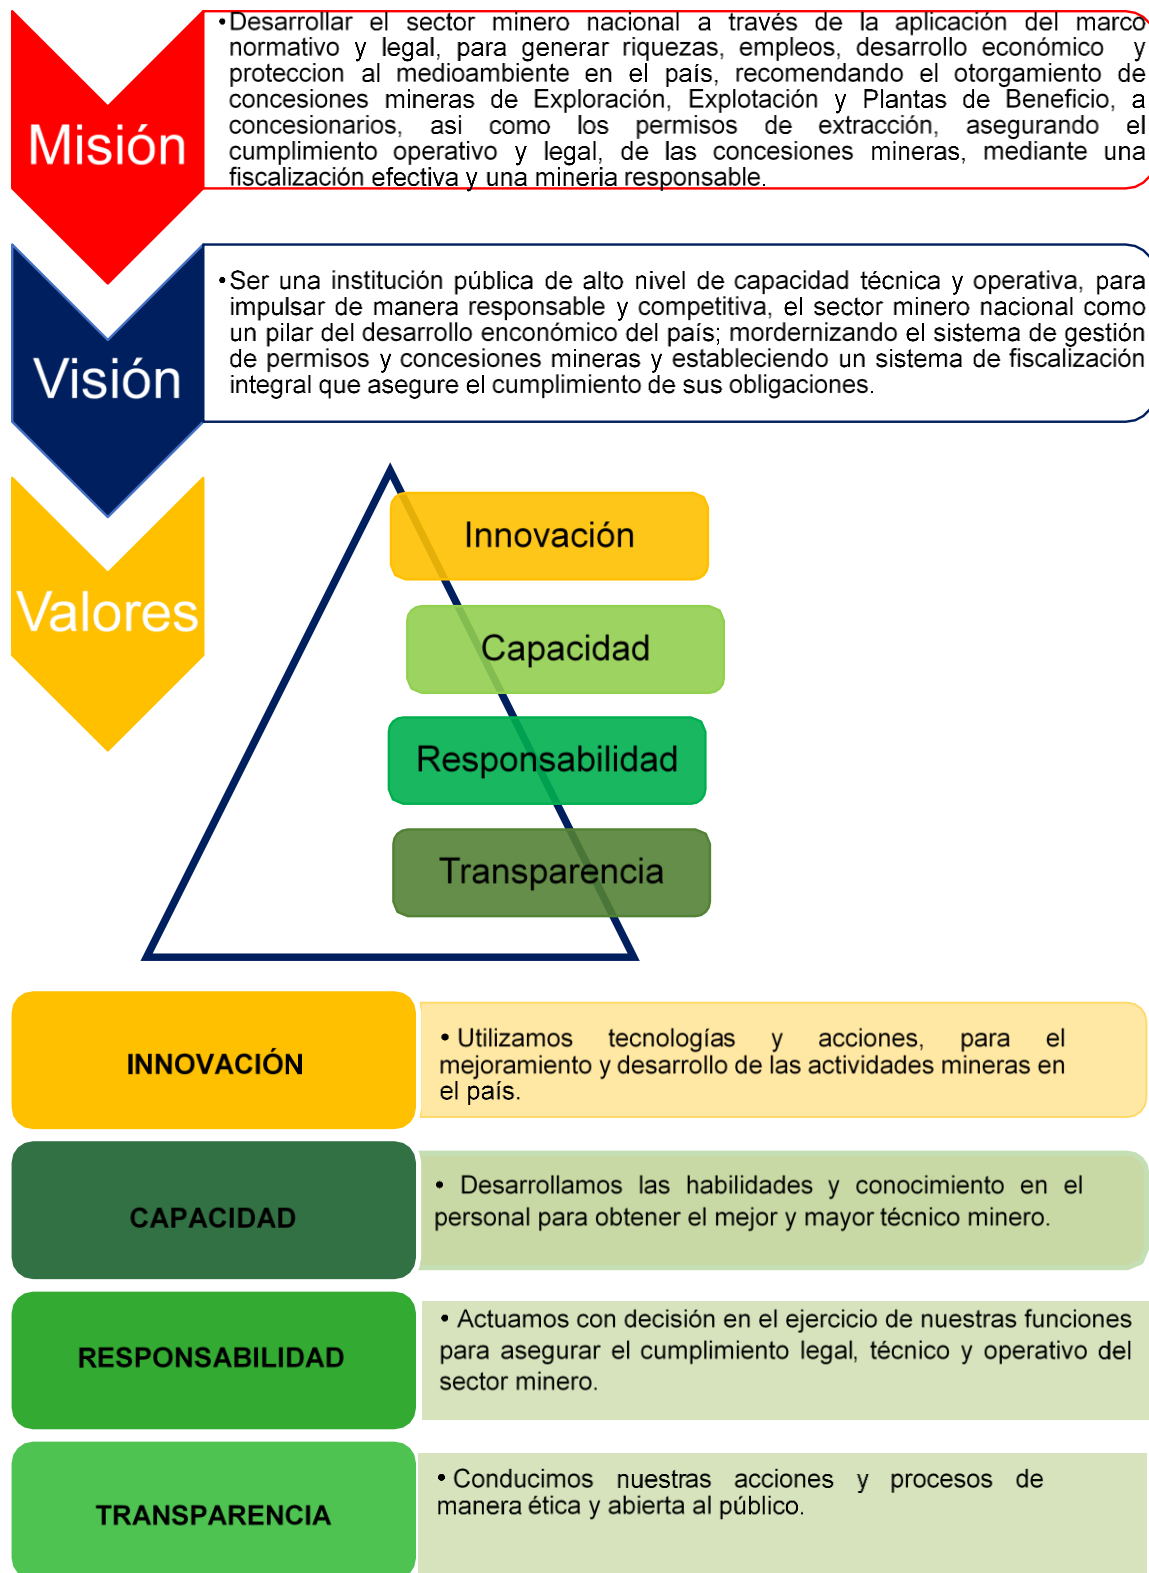 Misión
•Desarrollar el sector minero nacional a través de la aplicación del marco
normativo y legal, para generar riquezas, empleos, desarrollo económico y
proteccion al medioambiente en el país, recomendando el otorgamiento de
concesiones mineras de Exploración, Explotación y Plantas de Beneficio, a
concesionarios, asi como los permisos de extracción, asegurando el
cumplimiento operativo y legal, de las concesiones mineras, mediante una
fiscalización efectiva y una mineria responsable.
Visión
•Ser una institución pública de alto nivel de capacidad técnica y operativa, para
impulsar de manera responsable y competitiva, el sector minero nacional como
un pilar del desarrollo enconómico del país; mordernizando el sistema de gestión
de permisos y concesiones mineras y estableciendo un sistema de fiscalización
integral que asegure el cumplimiento de sus obligaciones.
Valores
Innovación
Capacidad
Responsabilidad
Transparencia
INNOVACIÓN
• Utilizamos tecnologías y acciones, para el
mejoramiento y desarrollo de las actividades mineras en
el país.
CAPACIDAD
• Desarrollamos las habilidades y conocimiento en el
personal para obtener el mejor y mayor técnico minero.
RESPONSABILIDAD
• Actuamos con decisión en el ejercicio de nuestras funciones
para asegurar el cumplimiento legal, técnico y operativo del
sector minero.
TRANSPARENCIA
• Conducimos nuestras acciones y procesos de
manera ética y abierta al público.